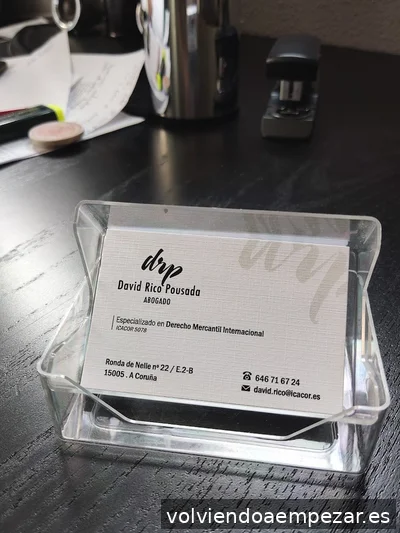 drp
David Rico Pousada
ABOGADO
Especializado en Derecho Mercantil Internacional
ICACOR 5078
Ronda de Nelle nº 22 / E.2-B
15005 . A Coruña
646 71 67 24
david.rico@icacor.es
volviendoaempezar.es